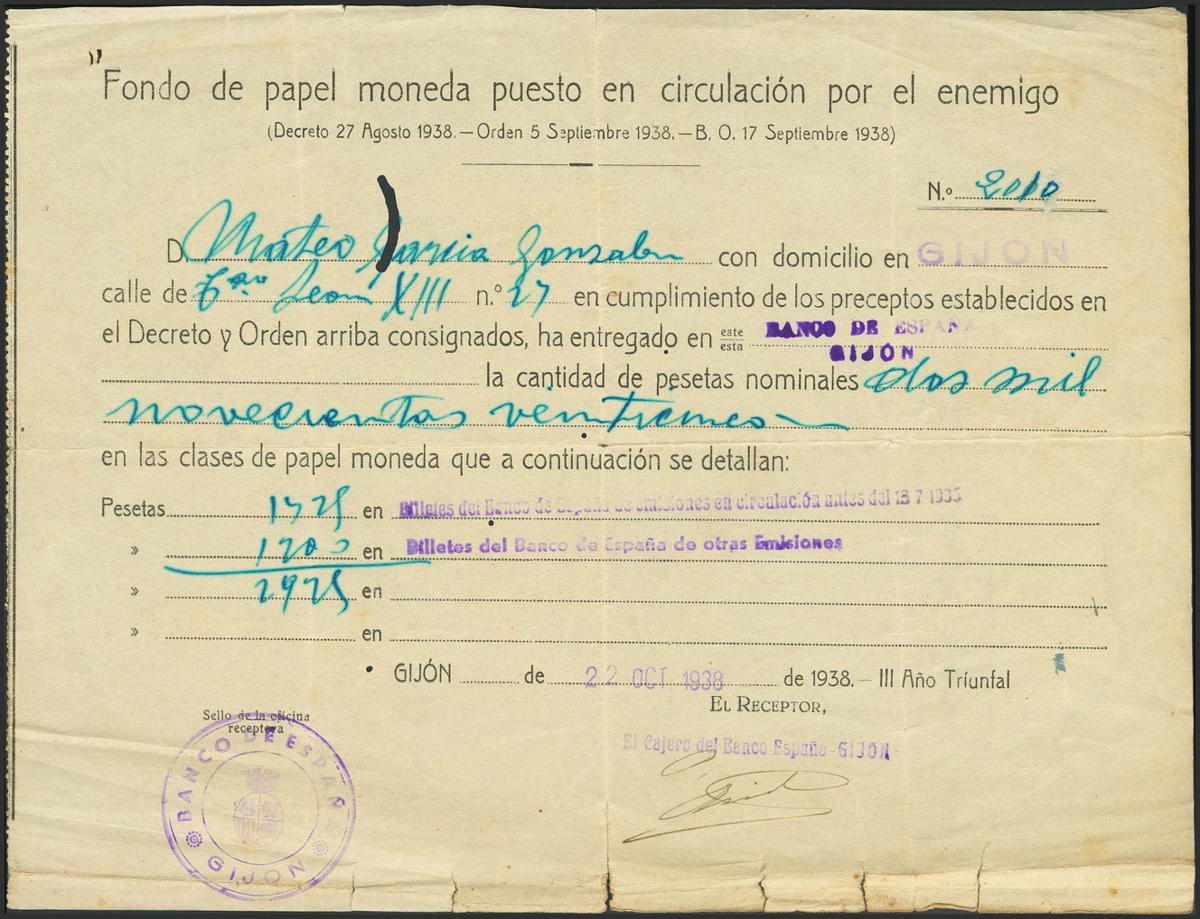 Fondo de papel moneda puesto en circulación por el enemigo
(Decreto 27 Agosto 1938.—Orden 5 Septiembre 1938.—B. O. 17 Septiembre 1938)
N.º 2010
D Mateo Garcia Gonzalez con domicilio en GIJON
calle de León XIII n.º 27 en cumplimiento de los preceptos establecidos en
el Decreto y Orden arriba consignados, ha entregado en este esta BANCO DE ESPAÑA
GIJÓN
la cantidad de pesetas nominales dos mil
novecientas veinticinco
en las clases de papel moneda que a continuación se detallan:
Pesetas 1725 en Billetes del Banco de España de emisiones en circulación antes del 18 7 1936
» 1200 en Billetes del Banco de España de otras Emisiones
» 2925 en
» en
GIJÓN de 22 OCT 1938 de 1938.—III Año Triunfal
EL RECEPTOR,
Sello de la oficina
receptora
El Cajero del Banco España-GIJON-
BANCO DE ESPAÑA
GIJON